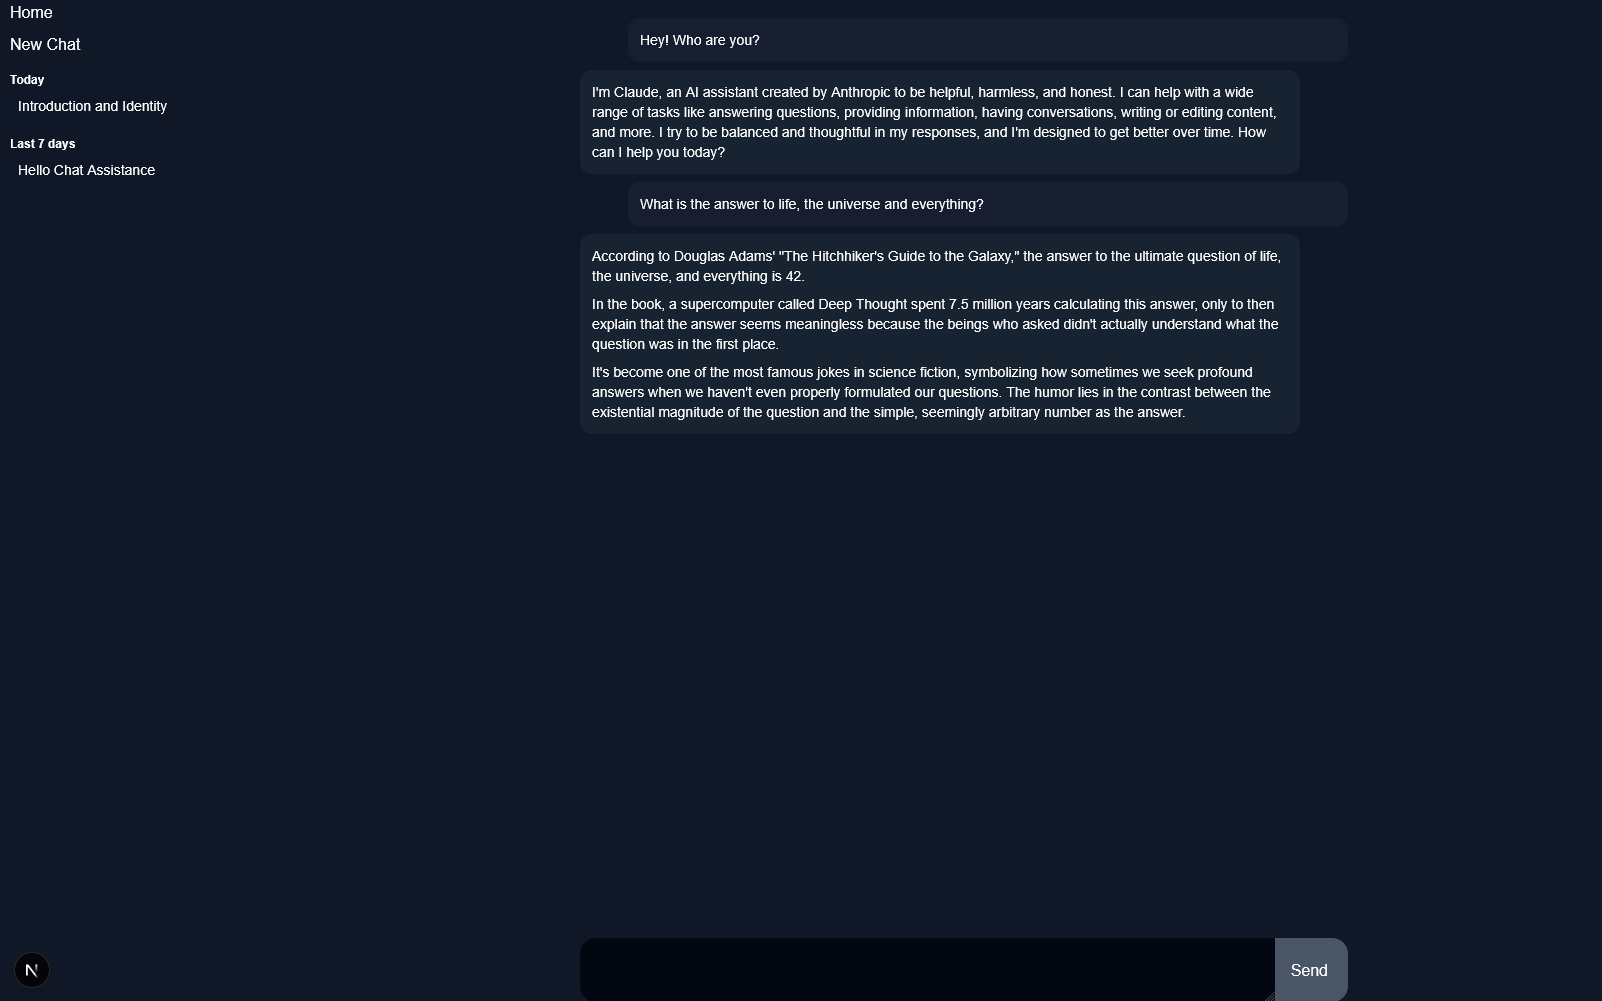 Home
New Chat
Today
Introduction and Identity
Last 7 days
Hello Chat Assistance
Hey! Who are you?
I'm Claude, an AI assistant created by Anthropic to be helpful, harmless, and honest. I can help with a wide
range of tasks like answering questions, providing information, having conversations, writing or editing content,
and more. I try to be balanced and thoughtful in my responses, and I'm designed to get better over time. How
can I help you today?
What is the answer to life, the universe and everything?
According to Douglas Adams' "The Hitchhiker's Guide to the Galaxy," the answer to the ultimate question of life,
the universe, and everything is 42.
In the book, a supercomputer called Deep Thought spent 7.5 million years calculating this answer, only to then
explain that the answer seems meaningless because the beings who asked didn't actually understand what the
question was in the first place.
It's become one of the most famous jokes in science fiction, symbolizing how sometimes we seek profound
answers when we haven't even properly formulated our questions. The humor lies in the contrast between the
existential magnitude of the question and the simple, seemingly arbitrary number as the answer.
N
Send